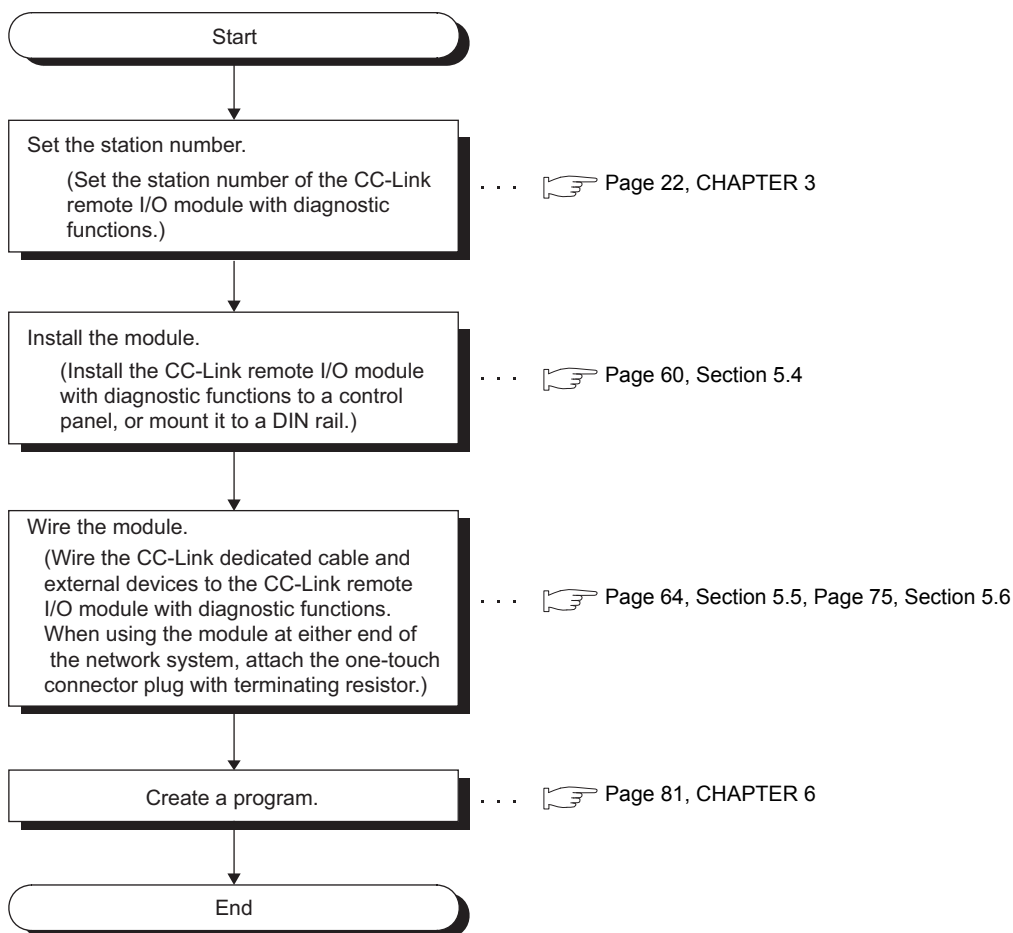 Start
Set the station number.
(Set the station number of the CC-Link
remote I/O module with diagnostic
functions.)
. . . Page 22, CHAPTER 3
Install the module.
(Install the CC-Link remote I/O module
with diagnostic functions to a control
panel, or mount it to a DIN rail.)
. . . Page 60, Section 5.4
Wire the module.
(Wire the CC-Link dedicated cable and
external devices to the CC-Link remote
I/O module with diagnostic functions.
When using the module at either end of
the network system, attach the one-touch
connector plug with terminating resistor.)
. . . Page 64, Section 5.5, Page 75, Section 5.6
Create a program.
. . . Page 81, CHAPTER 6
End